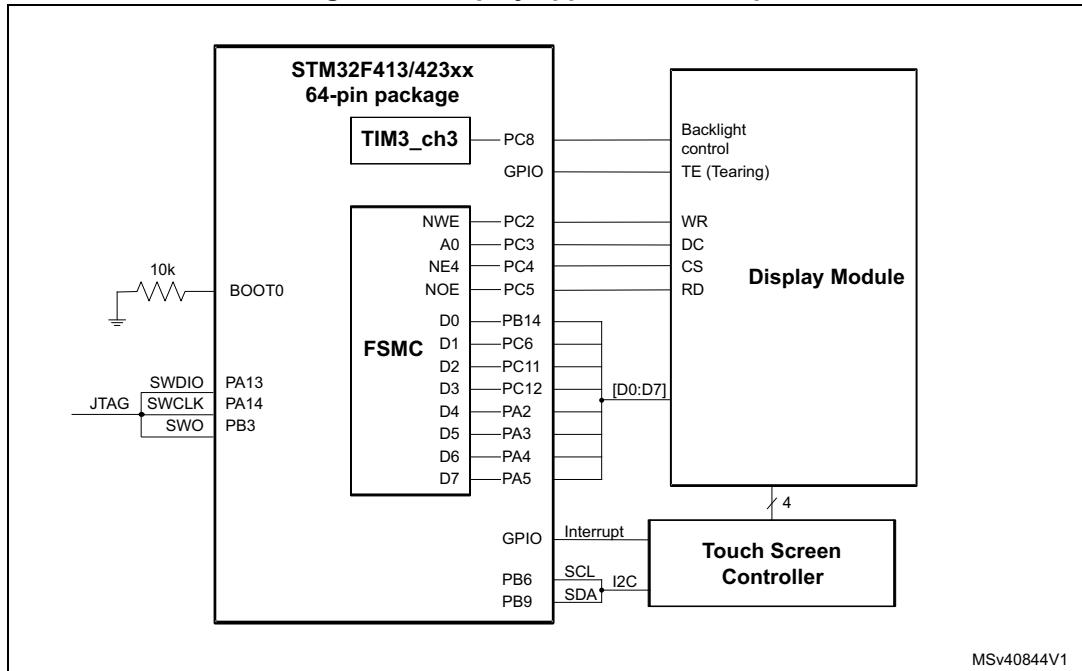 STM32F413/423xx
64-pin package
TIM3_ch3
PC8
Backlight
control
GPIO
TE (Tearing)
NWE
PC2
WR
A0
PC3
DC
NE4
PC4
CS
NOE
PC5
RD
Display Module
10k
BOOT0
FSMC
D0
PB14
D1
PC6
D2
PC11
D3
PC12
D4
PA2
D5
PA3
D6
PA4
D7
PA5
[D0:D7]
JTAG
SWDIO
PA13
SWCLK
PA14
SWO
PB3
4
GPIO
Interrupt
PB6
SCL
PB9
SDA
I2C
Touch Screen
Controller
MSv40844V1